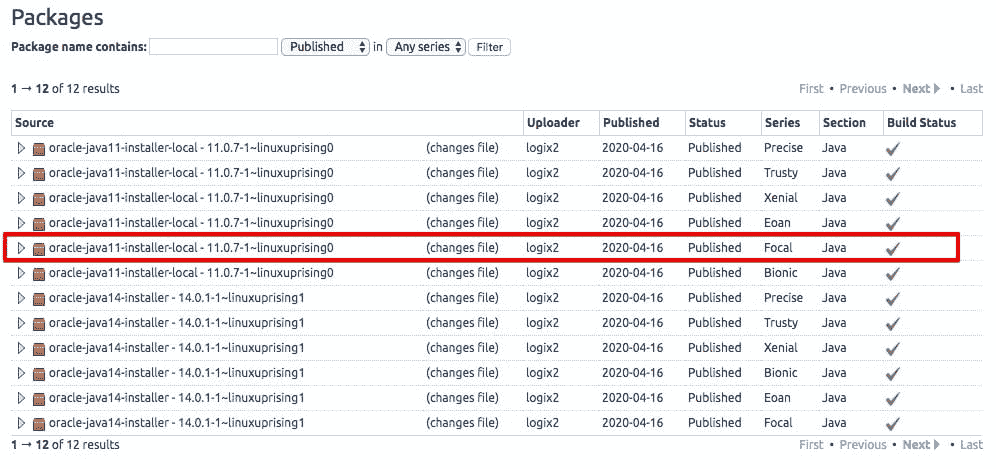 Packages
Package name contains: Published in Any series Filter
1 → 12 of 12 results First • Previous • Next • Last
Source Uploader Published Status Series Section Build Status
oracle-java11-installer-local - 11.0.7-1~linuxuprising0 (changes file) logix2 2020-04-16 Published Precise Java
oracle-java11-installer-local - 11.0.7-1~linuxuprising0 (changes file) logix2 2020-04-16 Published Trusty Java
oracle-java11-installer-local - 11.0.7-1~linuxuprising0 (changes file) logix2 2020-04-16 Published Xenial Java
oracle-java11-installer-local - 11.0.7-1~linuxuprising0 (changes file) logix2 2020-04-16 Published Eoan Java
oracle-java11-installer-local - 11.0.7-1~linuxuprising0 (changes file) logix2 2020-04-16 Published Focal Java
oracle-java11-installer-local - 11.0.7-1~linuxuprising0 (changes file) logix2 2020-04-16 Published Bionic Java
oracle-java14-installer - 14.0.1-1~linuxuprising1 (changes file) logix2 2020-04-16 Published Precise Java
oracle-java14-installer - 14.0.1-1~linuxuprising1 (changes file) logix2 2020-04-16 Published Trusty Java
oracle-java14-installer - 14.0.1-1~linuxuprising1 (changes file) logix2 2020-04-16 Published Xenial Java
oracle-java14-installer - 14.0.1-1~linuxuprising1 (changes file) logix2 2020-04-16 Published Bionic Java
oracle-java14-installer - 14.0.1-1~linuxuprising1 (changes file) logix2 2020-04-16 Published Eoan Java
oracle-java14-installer - 14.0.1-1~linuxuprising1 (changes file) logix2 2020-04-16 Published Focal Java
1 → 12 of 12 results First • Previous • Next • Last